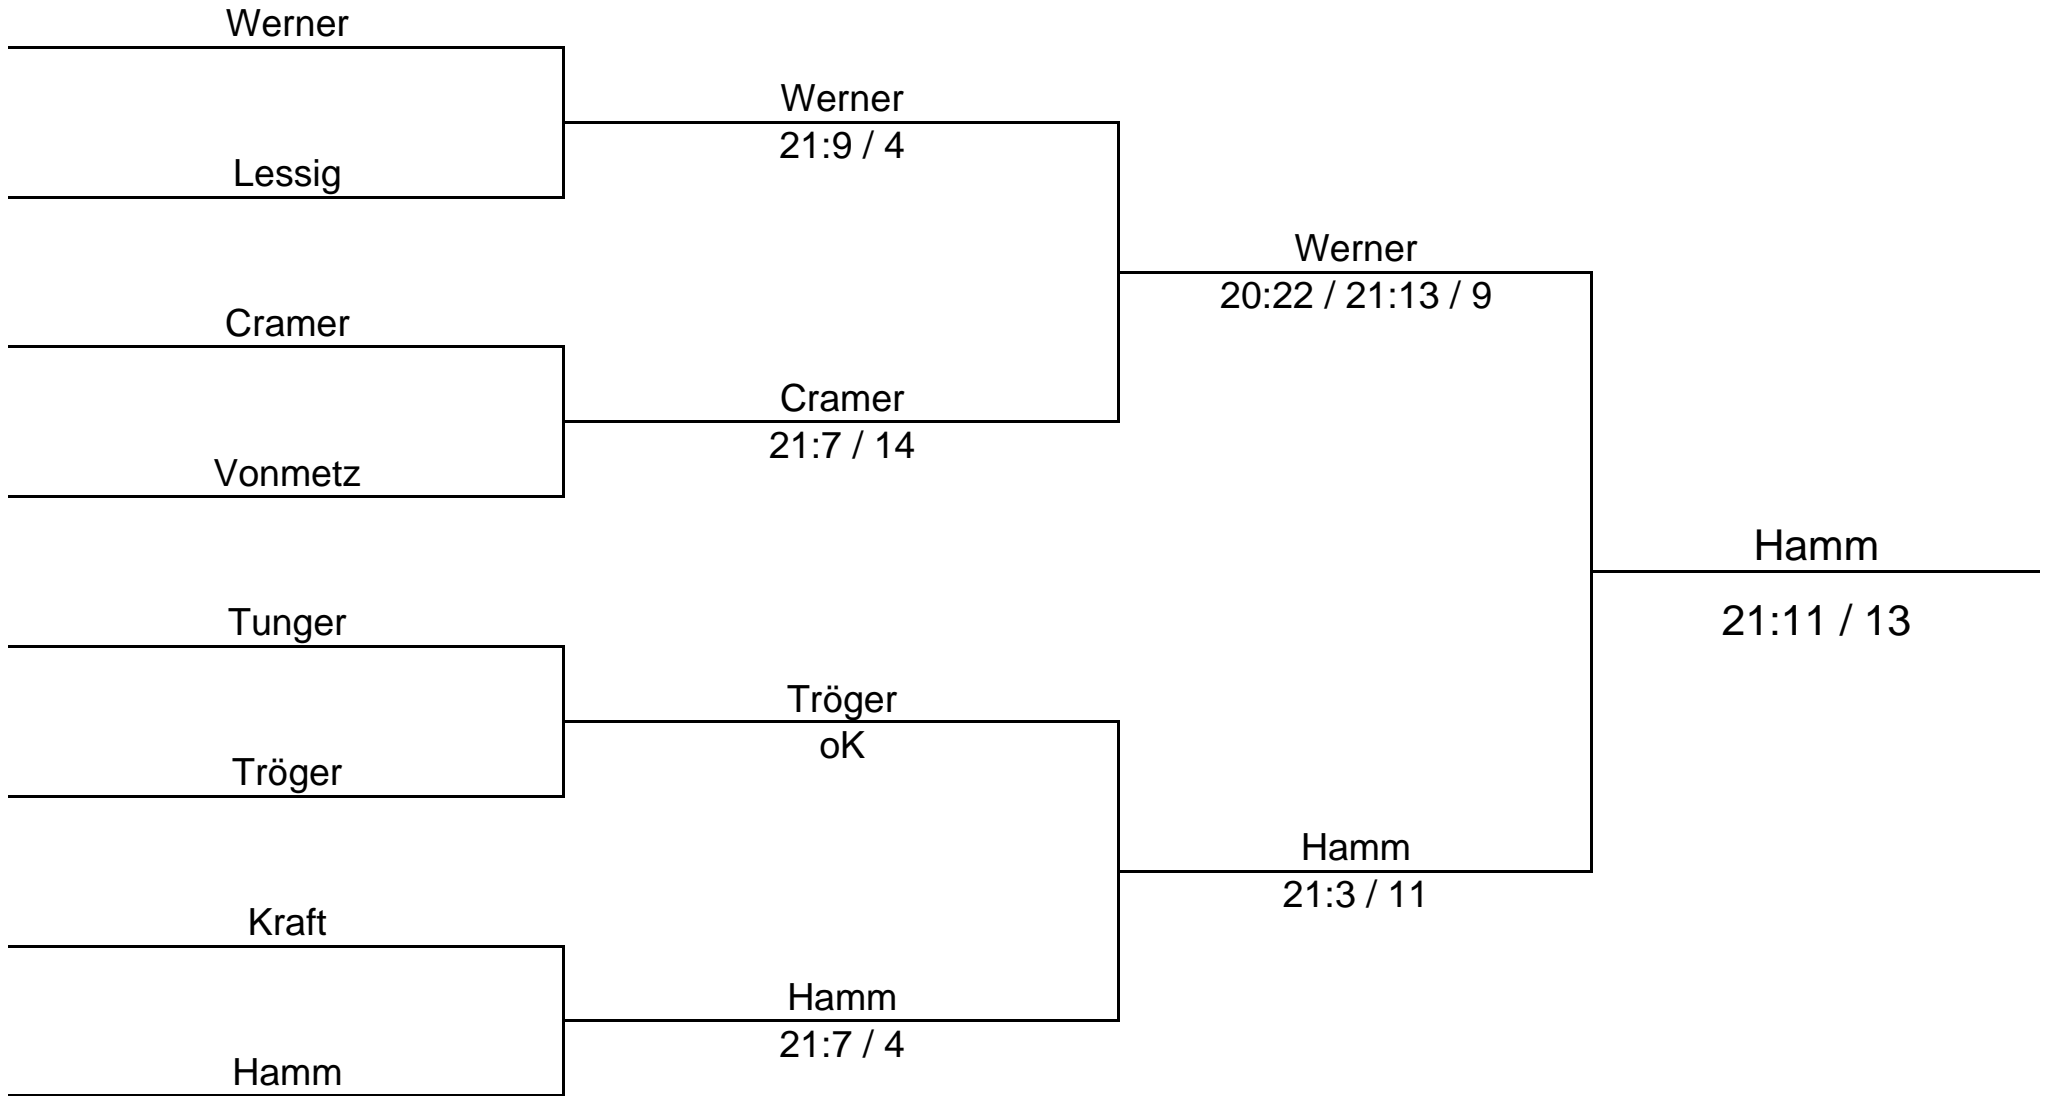 Werner
Lessig
Cramer
Vonmetz
Tunger
Tröger
Kraft
Hamm
Werner
21:9 / 4
Cramer
21:7 / 14
Tröger
oK
Hamm
21:7 / 4
Werner
20:22 / 21:13 / 9
Hamm
21:3 / 11
Hamm
21:11 / 13